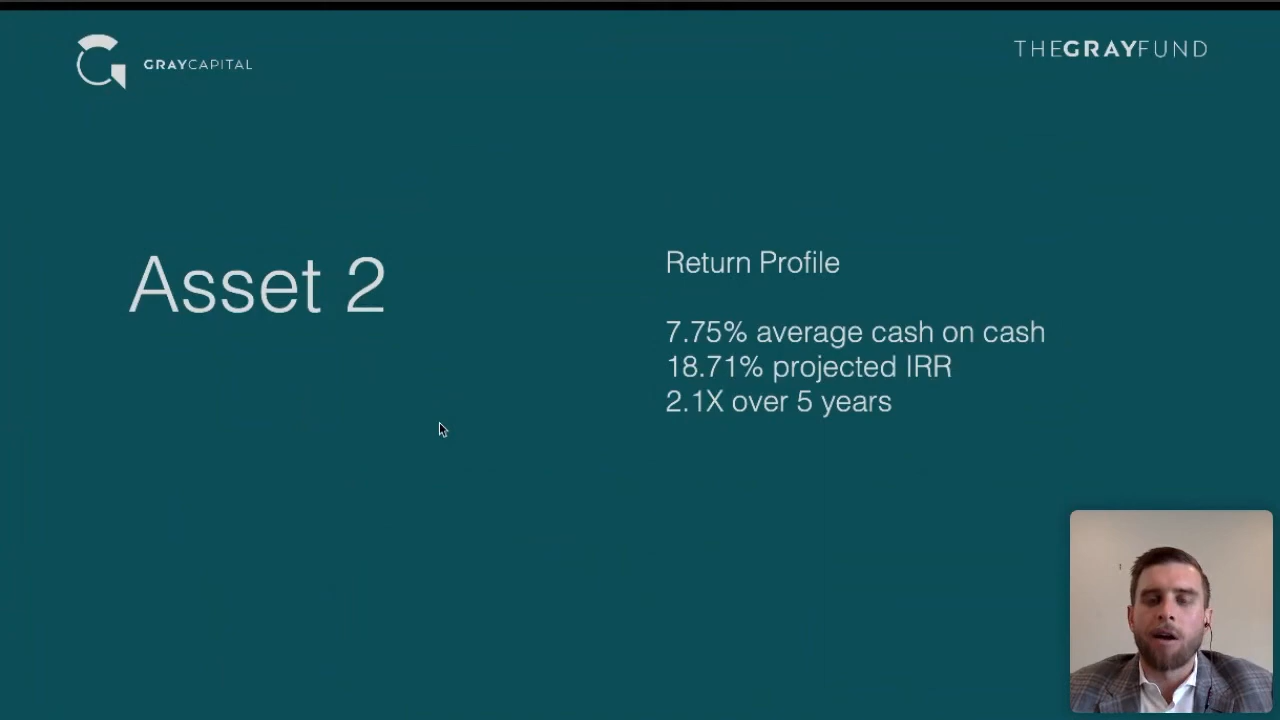 GRAYCAPITAL
THEGRAYFUND
Asset 2
Return Profile
7.75% average cash on cash
18.71% projected IRR
2.1X over 5 years